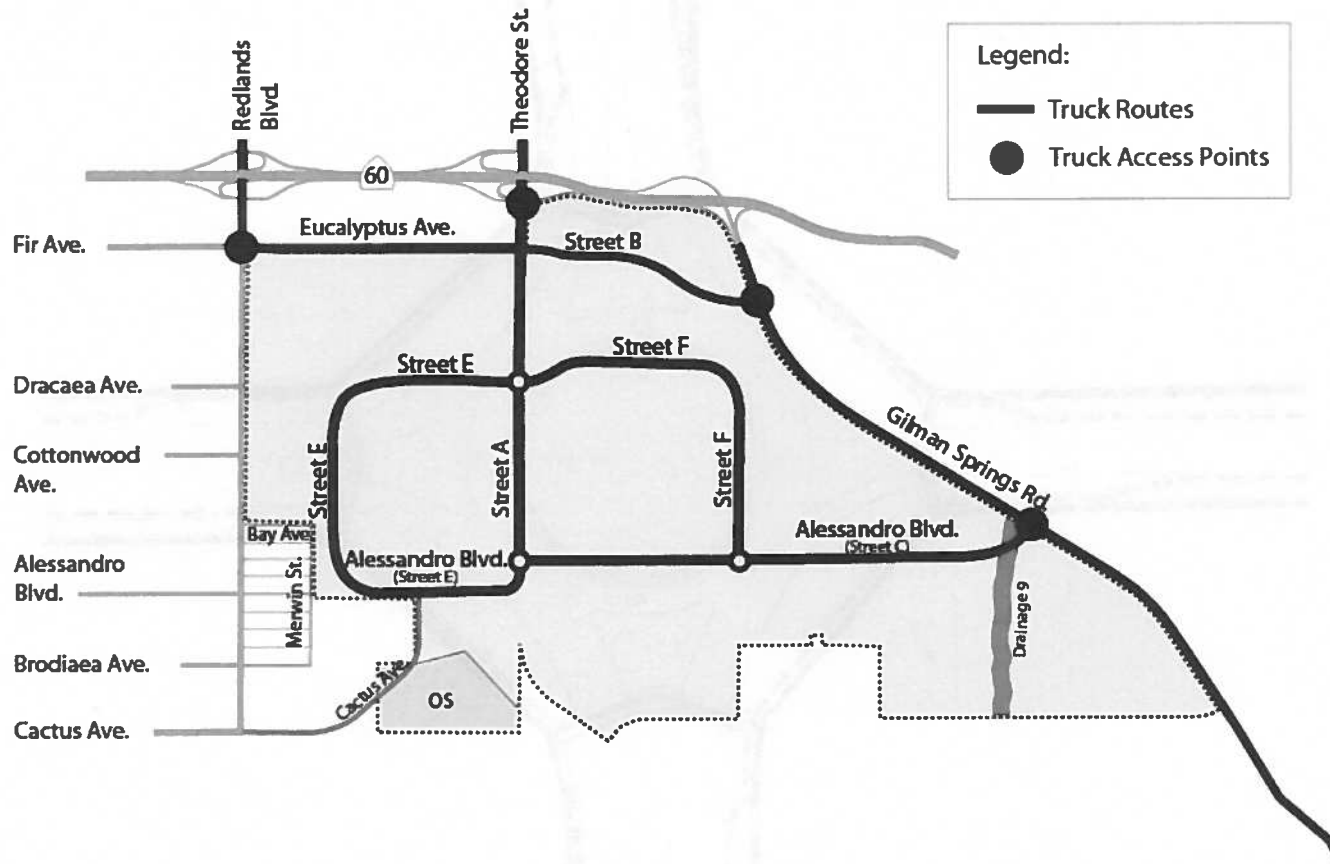 Redlands
Blvd.
Theodore St.
Legend:
Truck Routes
Truck Access Points
60
Fir Ave.
Eucalyptus Ave.
Street B
Dracaea Ave.
Street E
Street F
Cottonwood
Ave.
Street E
Street A
Street F
Gilman Springs Rd.
Bay Ave
Alessandro
Blvd.
Merwin St.
Alessandro Blvd.
(Street E)
Alessandro Blvd.
(Street C)
Drainage 9
Brodiaea Ave.
Cactus Ave.
OS
Cactus Ave.